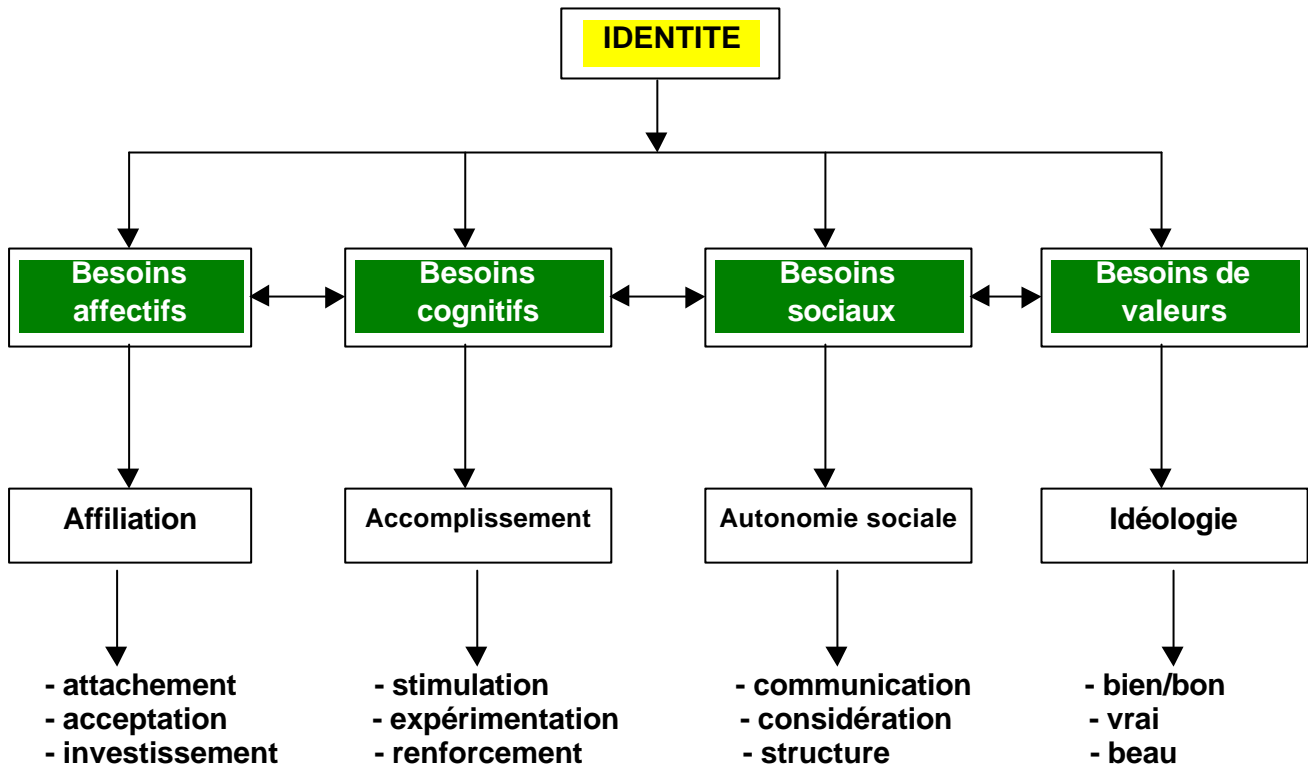 IDENTITE
Besoins
affectifs
Besoins
cognitifs
Besoins
sociaux
Besoins de
valeurs
Affiliation
Accomplissement
Autonomie sociale
Idéologie
- attachement
- acceptation
- investissement
- stimulation
- expérimentation
- renforcement
- communication
- considération
- structure
- bien/bon
- vrai
- beau